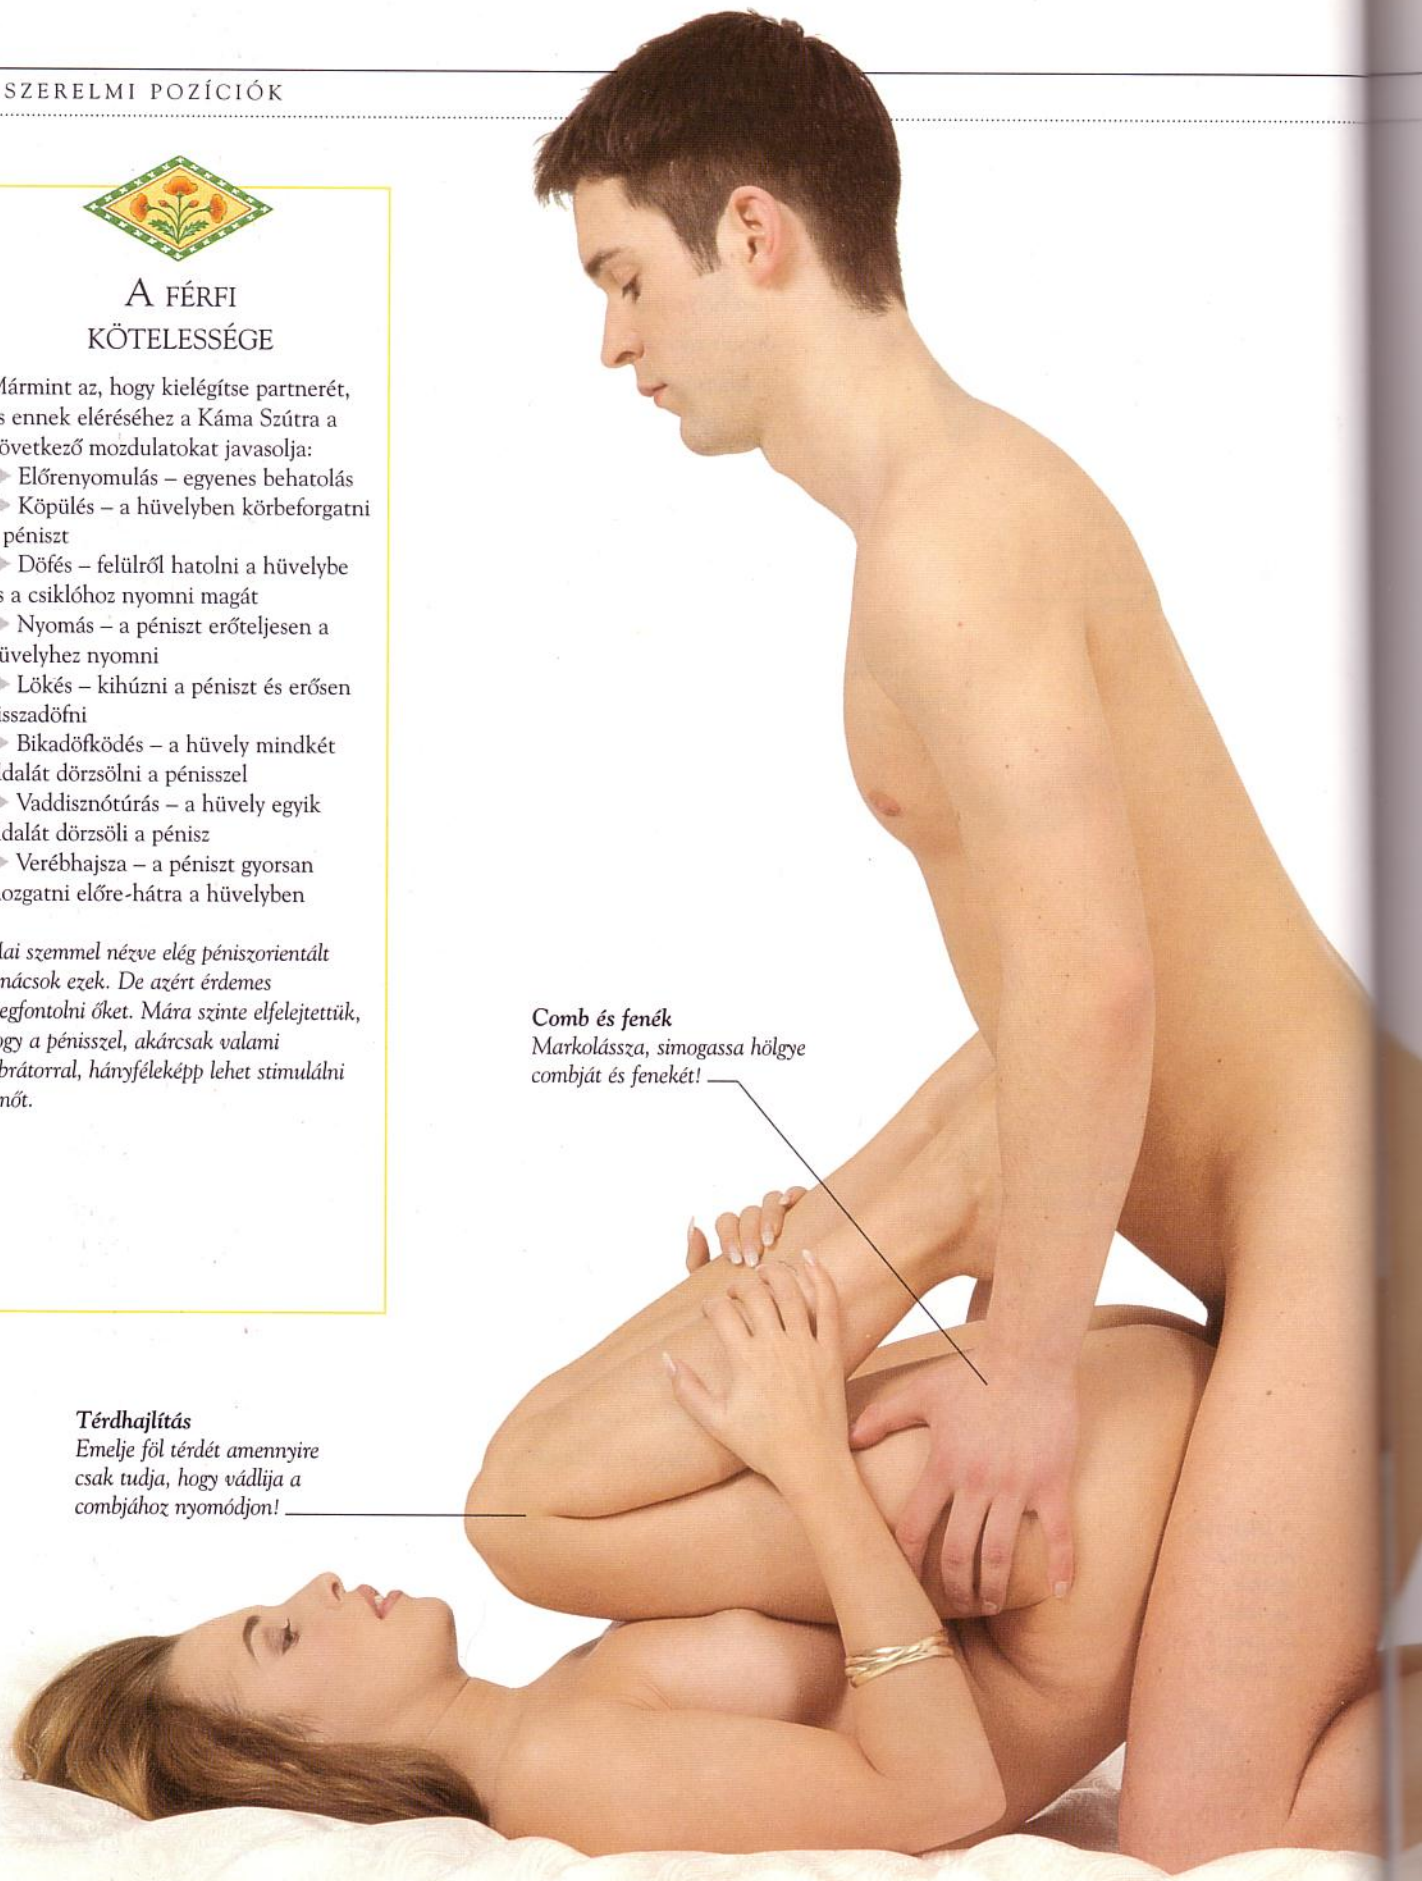 SZERELMI POZÍCIÓK
A FÉRFI
KÖTELESSÉGE
Mármint az, hogy kielégítse partnerét,
s ennek eléréséhez a Káma Szútra a
övetkező mozdulatokat javasolja:
Előrenyomulás – egyenes behatolás
Köpülés – a hüvelyben körbeforgatni
péniszt
Döfés – felülről hatolni a hüvelybe
s a csiklóhoz nyomni magát
Nyomás – a péniszt erőteljesen a
üvelyhez nyomni
Lökés – kihúzni a péniszt és erősen
isszadöfni
Bikadöfködés – a hüvely mindkét
ldalát dörzsölni a pénisszel
Vaddisznótúrás – a hüvely egyik
ldalát dörzsöli a pénisz
Verébhajsza – a péniszt gyorsan
ozgatni előre-hátra a hüvelyben
Mai szemmel nézve elég péniszorientált
nácsok ezek. De azért érdemes
egfontolni őket. Mára szinte elfelejtettük,
ogy a pénisszel, akárcsak valami
brátorral, hányféleképp lehet stimulálni
nőt.
Comb és fenék
Markolássza, simogassa hölgye
combját és fenekét!
Térdhajlítás
Emelje föl térdét amennyire
csak tudja, hogy vádlija a
combjához nyomódjon!